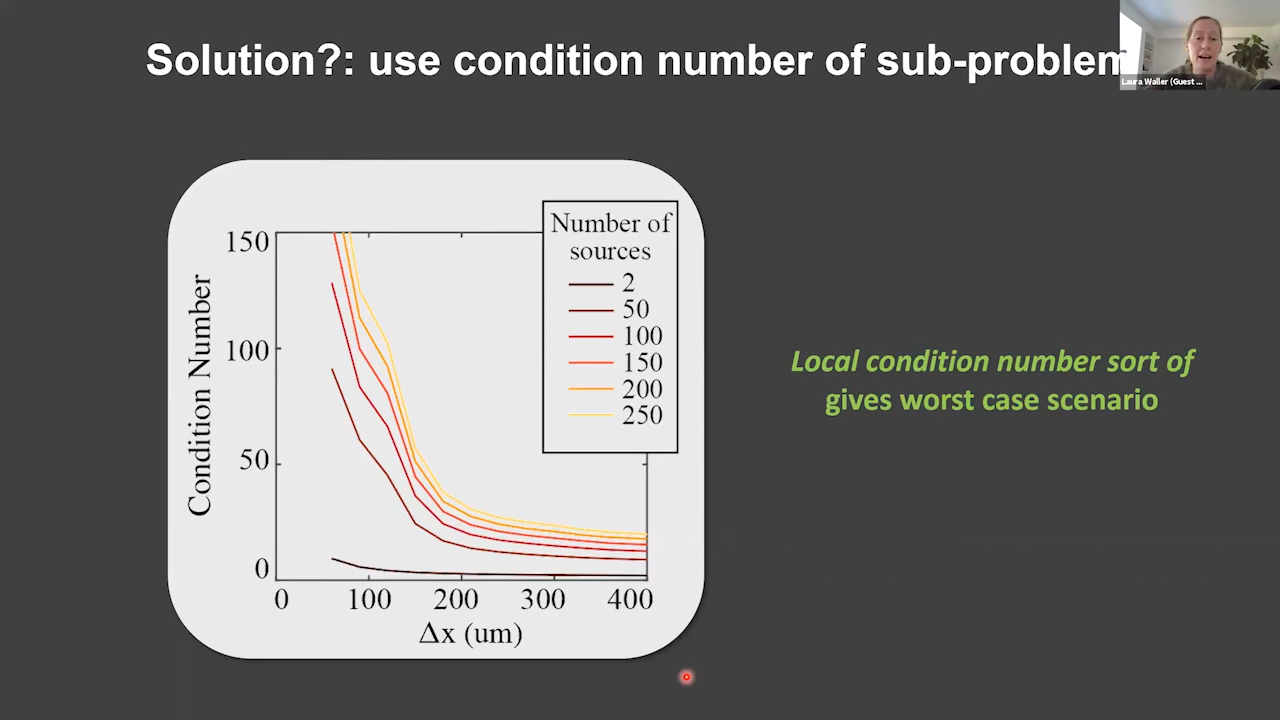 Solution?: use condition number of sub-problem
Laura Waller (Guest ...
Number of
sources
2
50
100
150
200
250
Condition Number
150
100
50
0
0 100 200 300 400
Δx (um)
Local condition number sort of
gives worst case scenario